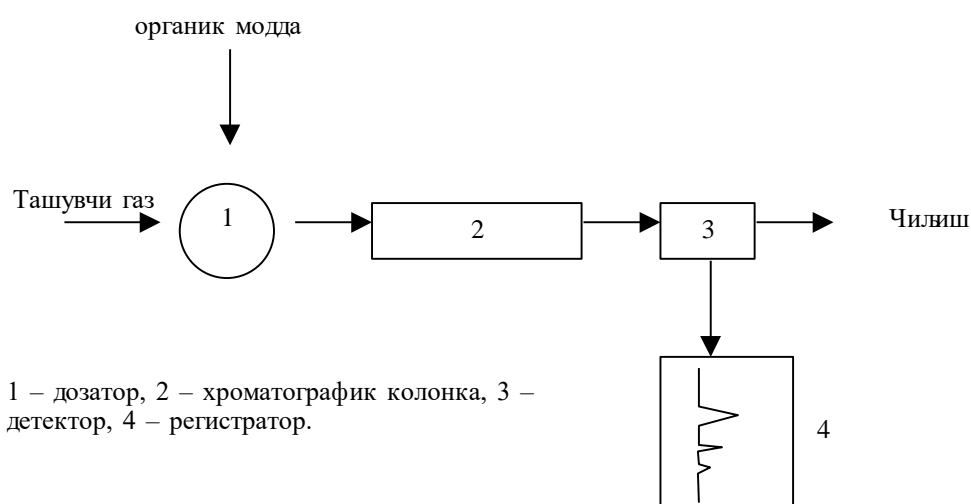 органик модда
Ташувчи газ
1
2
3
Чиқиш
1 – дозатор, 2 – хроматографик колонка, 3 –
детектор, 4 – регистратор.
4